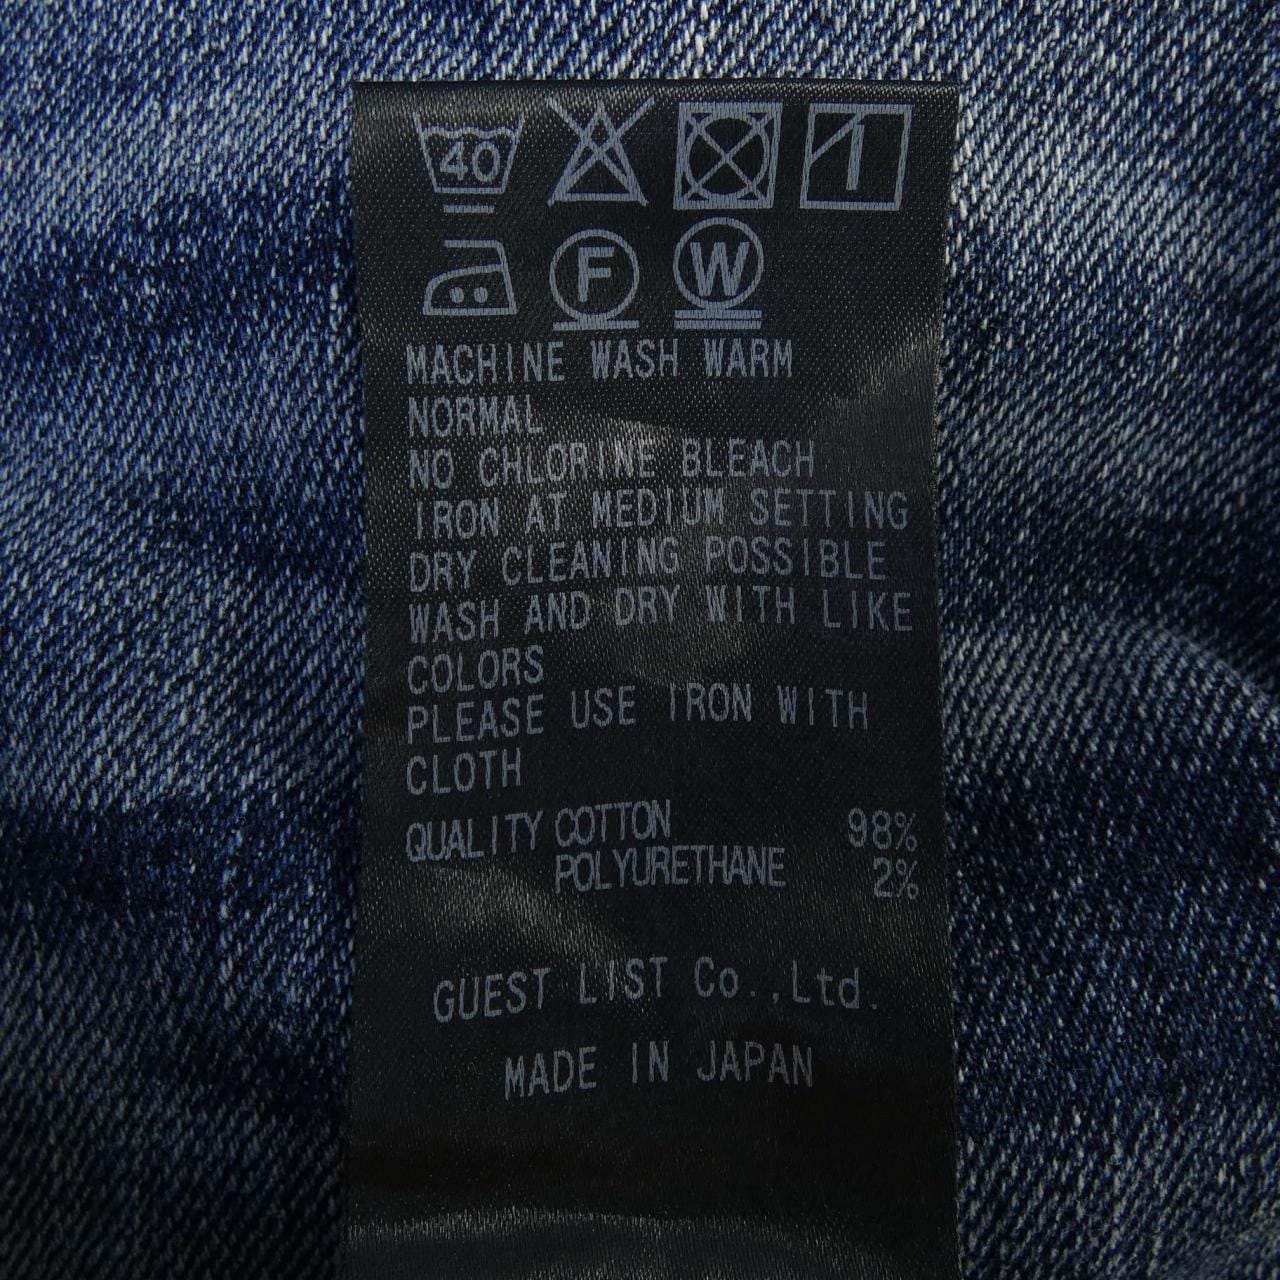 40
F W
MACHINE WASH WARM
NORMAL
NO CHLORINE BLEACH
IRON AT MEDIUM SETTING
DRY CLEANING POSSIBLE
WASH AND DRY WITH LIKE
COLORS
PLEASE USE IRON WITH
CLOTH
QUALITY COTTON 98%
POLYURETHANE 2%
GUEST LIST Co.,Ltd.
MADE IN JAPAN